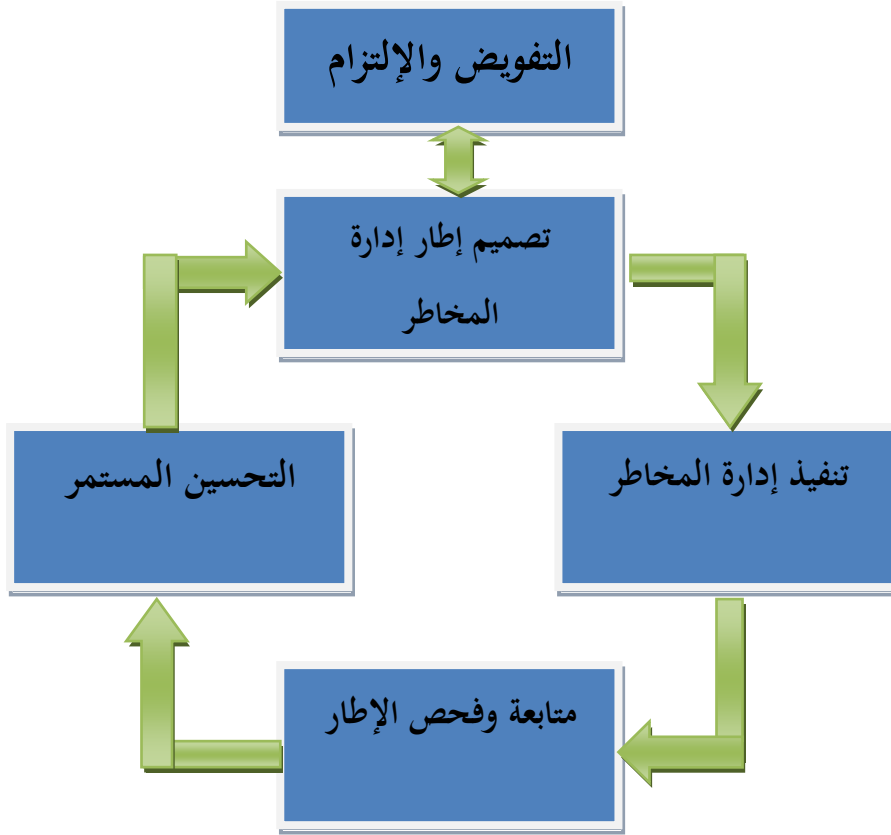 التفويض والإلتزام
تصميم إطار إدارة
المخاطر
تنفيذ إدارة المخاطر
التحسين المستمر
متابعة وفحص الإطار